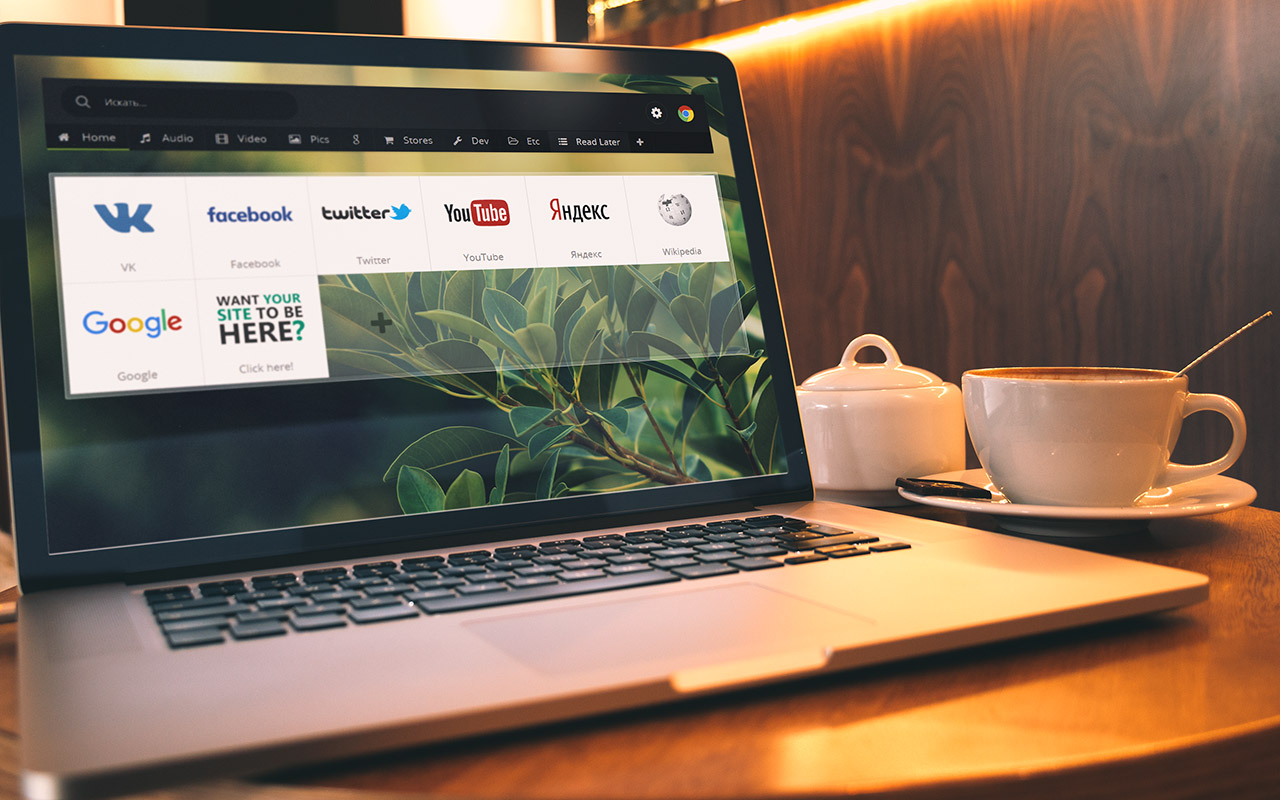 Искать...
Home Audio Video Pics 8 Stores Dev Etc Read Later +
VK facebook twitter YouTube Яндекс
VK Facebook Twitter YouTube Яндекс Wikipedia
Google WANT YOUR
SITE TO BE
HERE?
Google Click here!